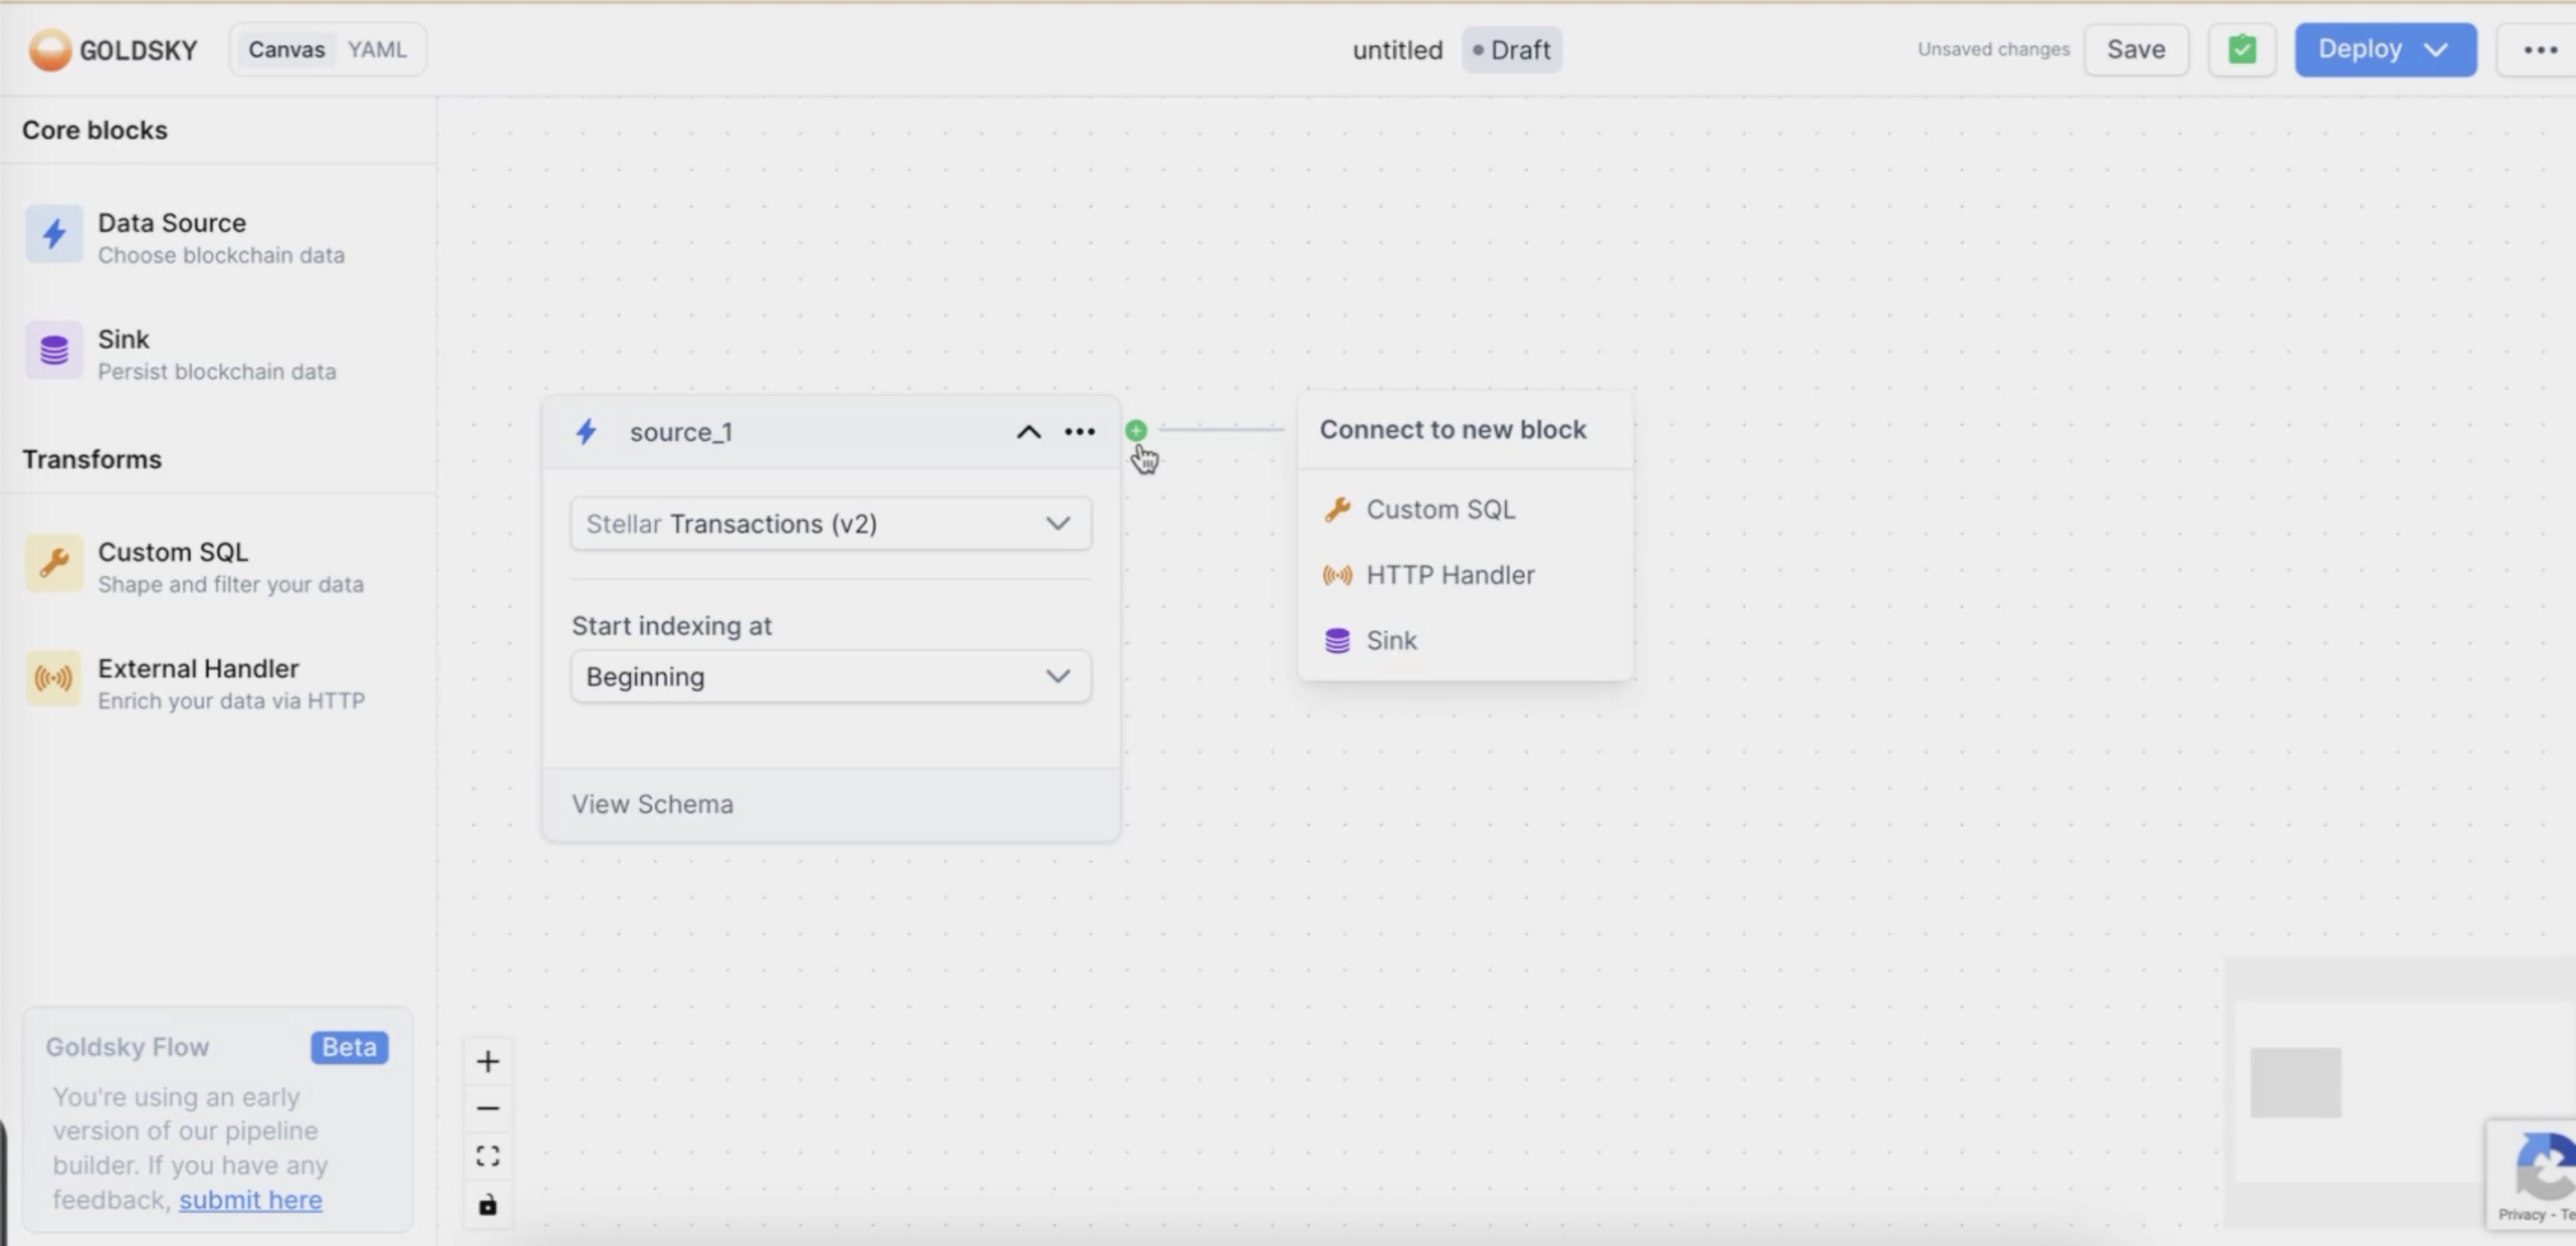 GOLDSKY
Canvas YAML
untitled
Draft
Unsaved changes
Save
Deploy
Core blocks
Data Source
Choose blockchain data
Sink
Persist blockchain data
Transforms
Custom SQL
Shape and filter your data
External Handler
Enrich your data via HTTP
source_1
Stellar Transactions (v2)
Start indexing at
Beginning
View Schema
Connect to new block
Custom SQL
HTTP Handler
Sink
Goldsky Flow
Beta
You're using an early
version of our pipeline
builder. If you have any
feedback, submit here
Privacy - Te